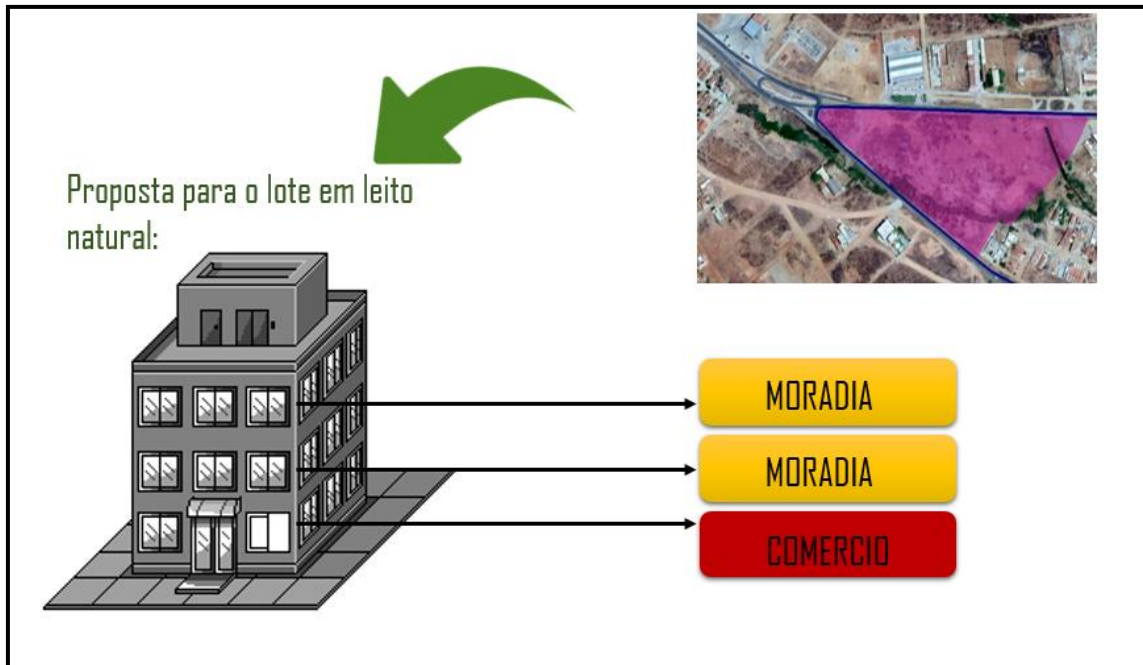 Proposta para o lote em leito
natural:
MORADIA
MORADIA
COMERCIO